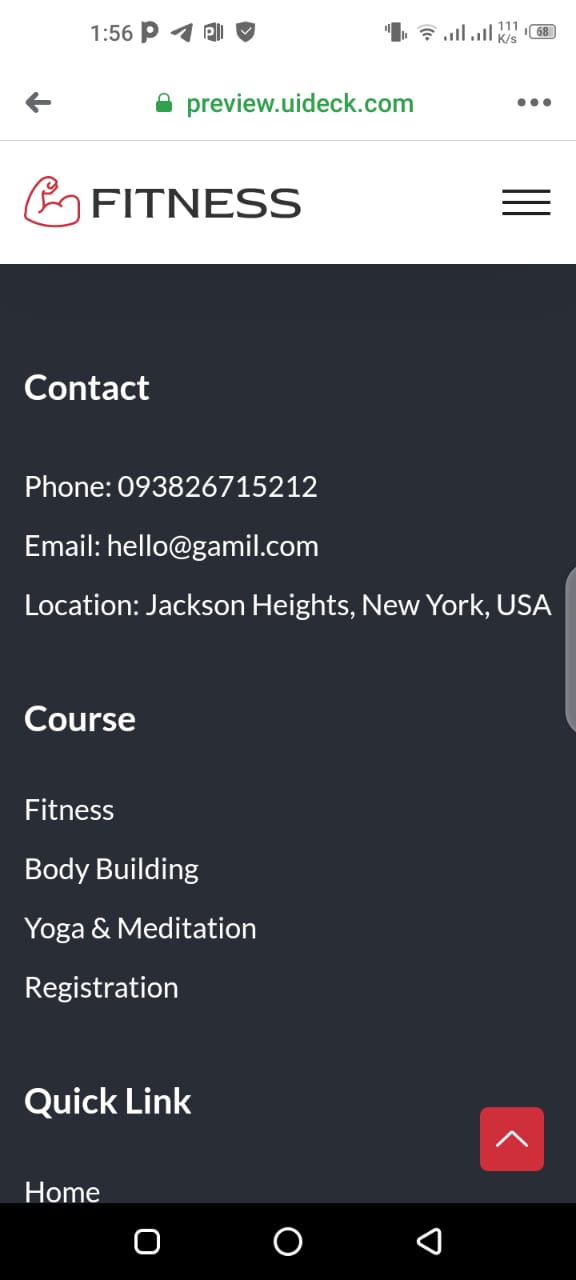 1:56
111
K/s
68
preview.uideck.com
FITNESS
Contact
Phone: 093826715212
Email: hello@gamil.com
Location: Jackson Heights, New York, USA
Course
Fitness
Body Building
Yoga & Meditation
Registration
Quick Link
Home